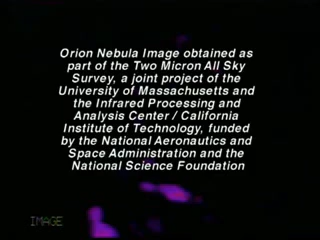 Orion Nebula Image obtained as
part of the Two Micron All Sky
Survey, a joint project of the
University of Massachusetts and
the Infrared Processing and
Analysis Center / California
Institute of Technology, funded
by the National Aeronautics and
Space Administration and the
National Science Foundation
IMAGE